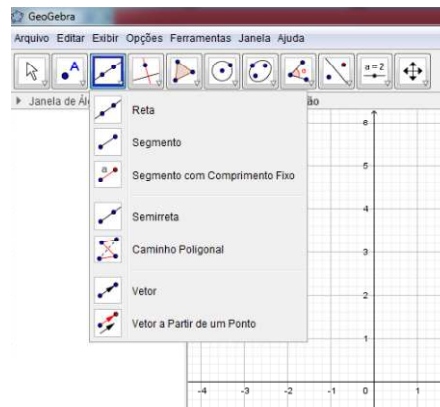 GeoGebra
Arquivo Editar Exibir Opções Ferramentas Janela Ajuda
A
a=2
Janela de Ál
ão
Reta
Segmento
a
Segmento com Comprimento Fixo
Semirreta
Caminho Poligonal
Vetor
Vetor a Partir de um Ponto
6
5
4
3
2
1
-4 -3 -2 -1 0 1